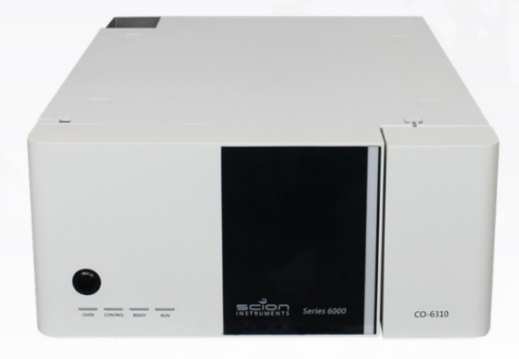 scion
INSTRUMENTS
Series 6000
CO-6310
OVEN CONTROL READY RUN